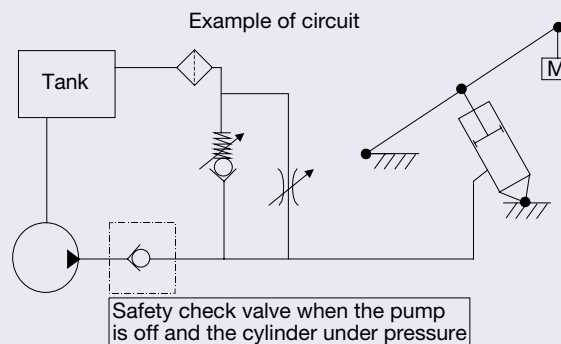 Example of circuit
Tank
M
Safety check valve when the pump
is off and the cylinder under pressure